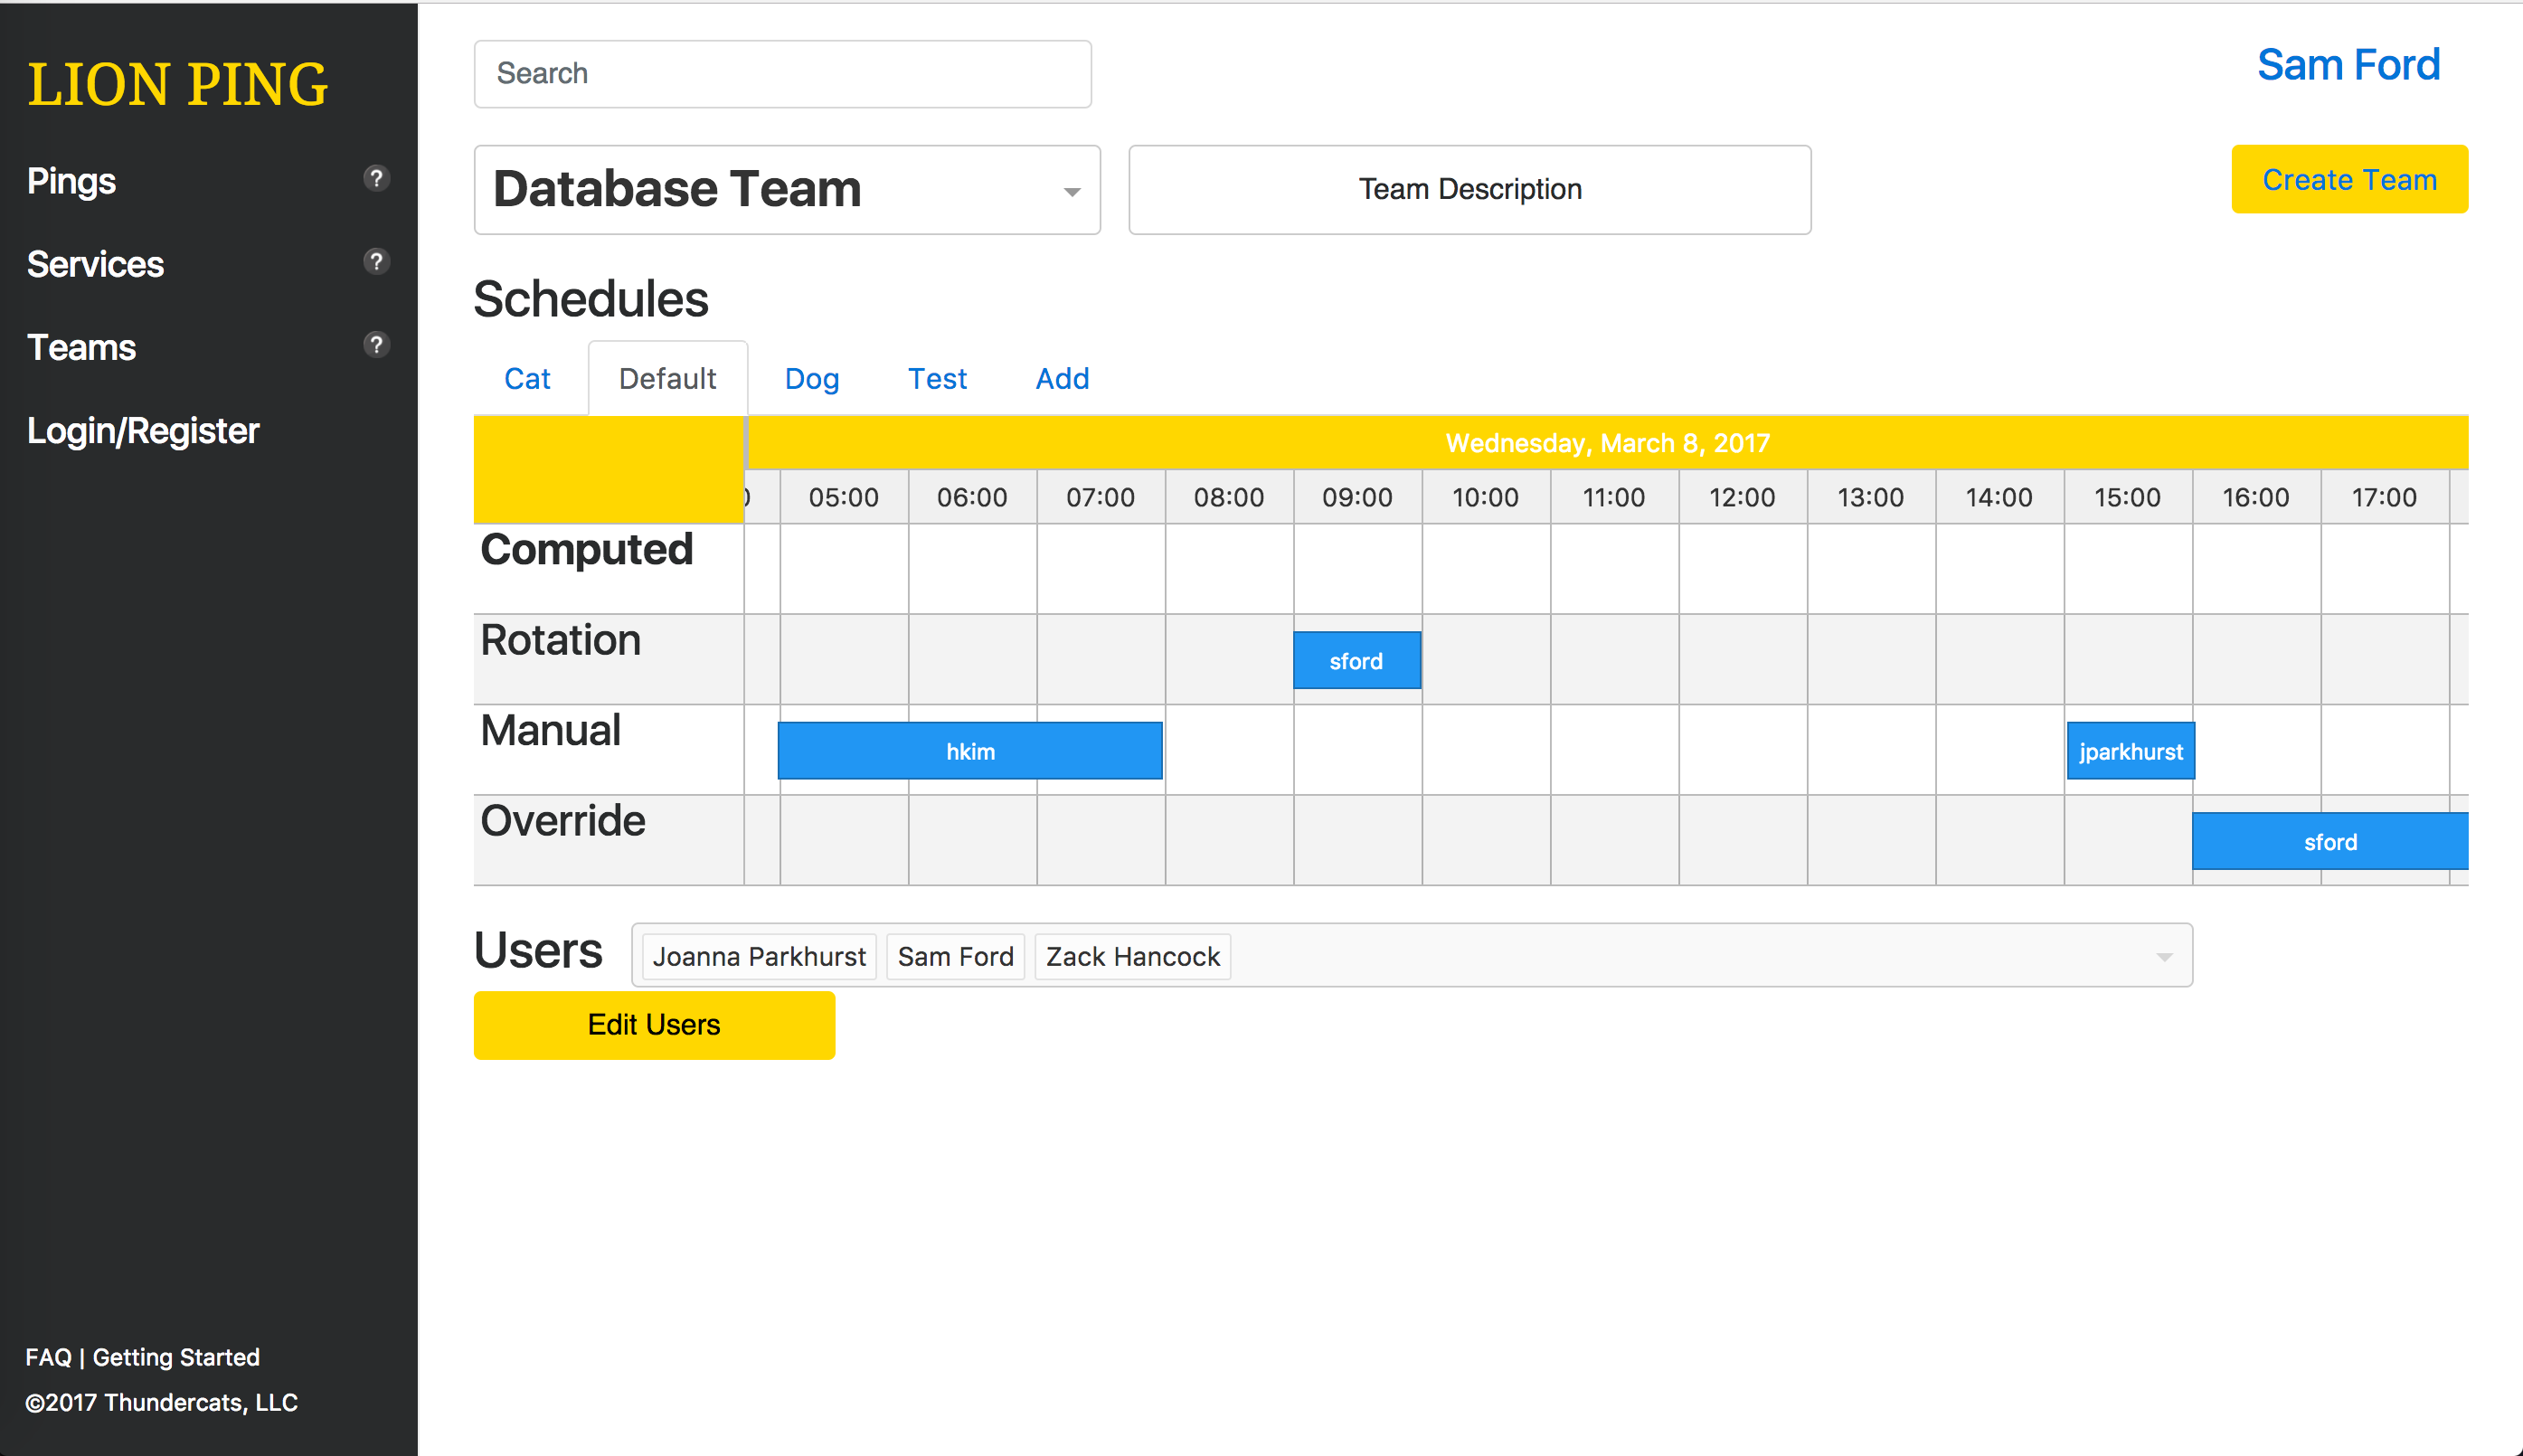 LION PING
Pings ?
Services ?
Teams ?
Login/Register
FAQ | Getting Started
©2017 Thundercats, LLC
Search
Sam Ford
Database Team
Team Description
Create Team
Schedules
Cat Default Dog Test Add
Wednesday, March 8, 2017
05:00 06:00 07:00 08:00 09:00 10:00 11:00 12:00 13:00 14:00 15:00 16:00 17:00
Computed
Rotation
sford
Manual
hkim jparkhurst
Override
sford
Users Joanna Parkhurst Sam Ford Zack Hancock
Edit Users